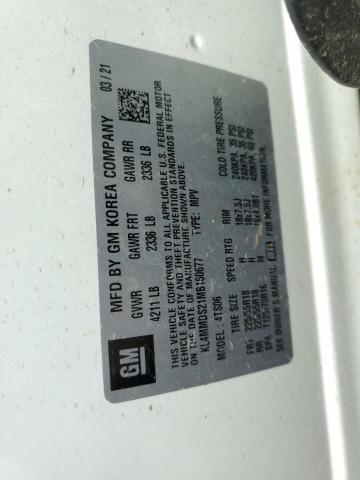 MFD BY GM KOREA COMPANY 03/21
GVWR GAWR FRT GAWR RR
4211 LB 2336 LB 2336 LB
THIS VEHICLE CONFORMS TO ALL APPLICABLE U.S. FEDERAL MOTOR
VEHICLE SAFETY AND THEFT PREVENTION STANDARDS IN EFFECT
ON THE DATE OF MANUFACTURE SHOWN ABOVE.
KL4MMDS21MB150677 TYPE: MPV
MODEL: 4TS06
TIRE SIZE SPEED RTG RIM COLD TIRE PRESSURE
FR: 225/55R18 H 18x7.5J 240KPA, 35 PSI
RR 225/55R18 H 18x7.5J 240KPA, 35 PSI
SPA T125/70R16 M 16x4.0BT 420KPA, 60 PSI
SEE OWNER'S MANUAL FOR MORE INFORMATION.
GM